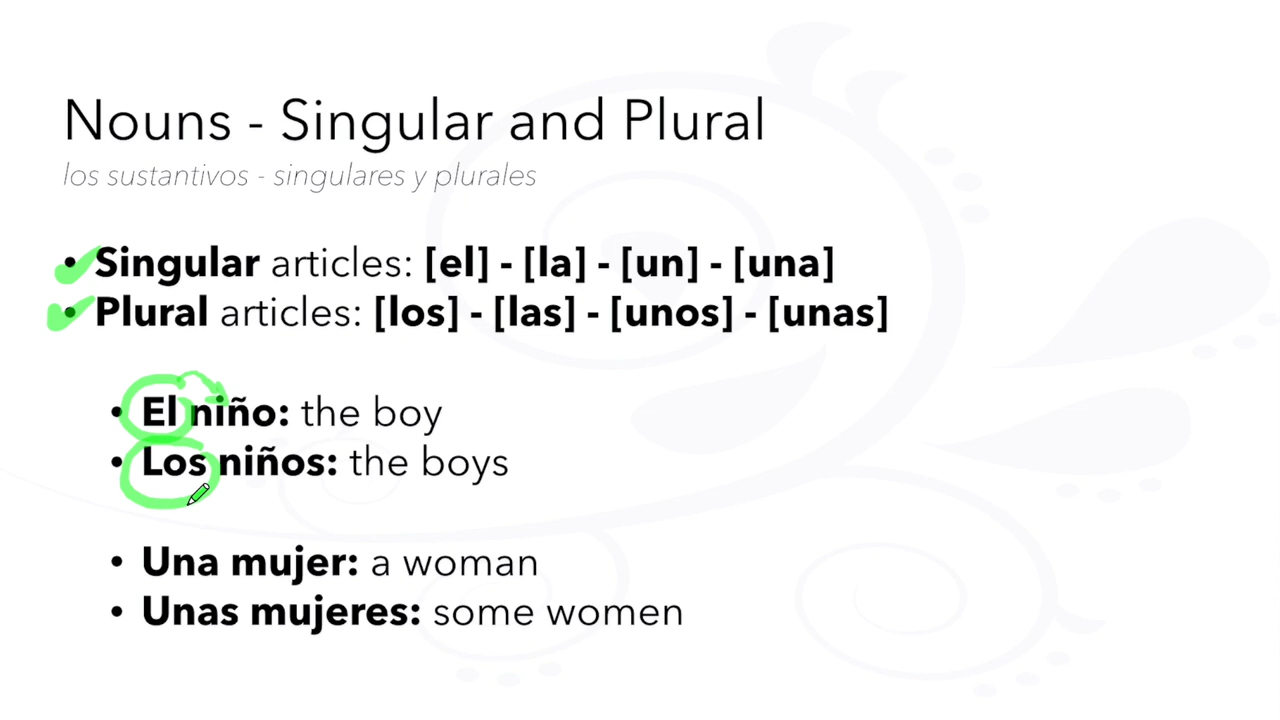 Nouns - Singular and Plural
los sustantivos - singulares y plurales
• Singular articles: [el] - [la] - [un] - [una]
• Plural articles: [los] - [las] - [unos] - [unas]
• El niño: the boy
• Los niños: the boys
• Una mujer: a woman
• Unas mujeres: some women